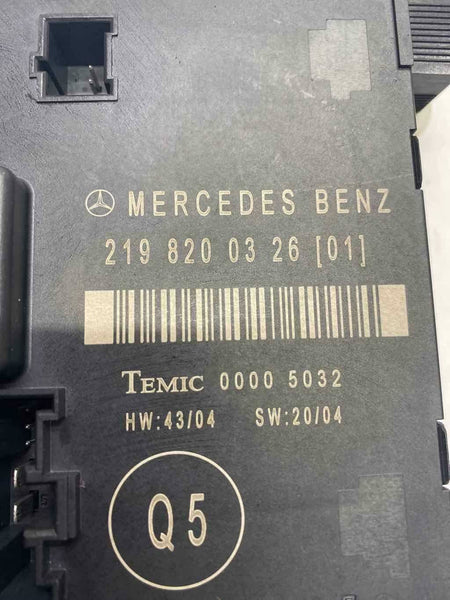 MERCEDES BENZ
219 820 03 26 [01]
TEMIC 0000 5032
HW:43/04 SW:20/04
Q5